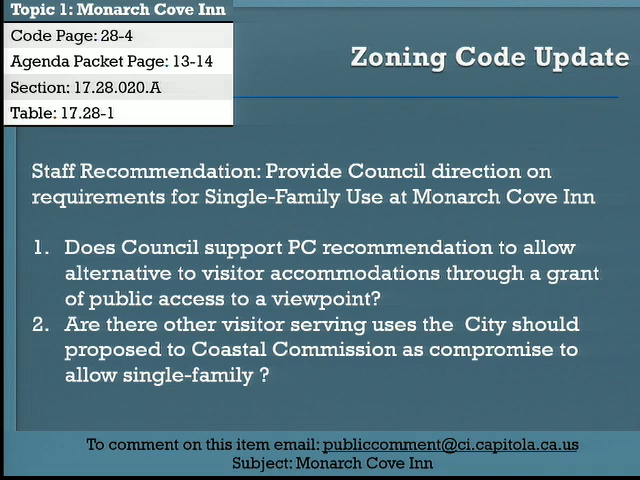 Topic 1: Monarch Cove Inn
Code Page: 28-4
Agenda Packet Page: 13-14
Section: 17.28.020.A
Table: 17.28-1
Zoning Code Update
Staff Recommendation: Provide Council direction on
requirements for Single-Family Use at Monarch Cove Inn
1. Does Council support PC recommendation to allow
alternative to visitor accommodations through a grant
of public access to a viewpoint?
2. Are there other visitor serving uses the City should
proposed to Coastal Commission as compromise to
allow single-family ?
To comment on this item email: publiccomment@ci.capitola.ca.us
Subject: Monarch Cove Inn